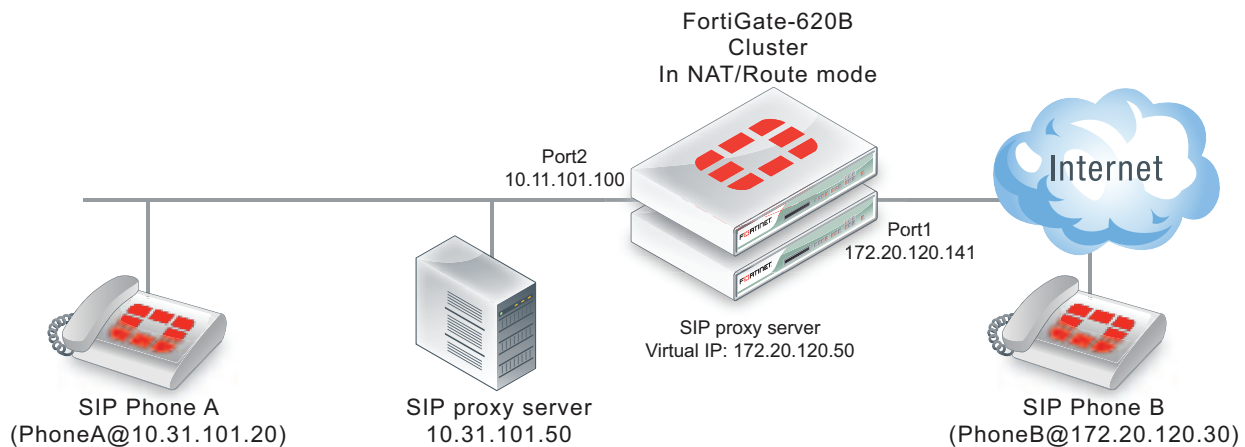 FortiGate-620B
Cluster
In NAT/Route mode
Port2
10.11.101.100
Internet
FORTINET
FORTINET
Port1
172.20.120.141
SIP proxy server
Virtual IP: 172.20.120.50
SIP Phone A
(PhoneA@10.31.101.20)
SIP proxy server
10.31.101.50
SIP Phone B
(PhoneB@172.20.120.30)